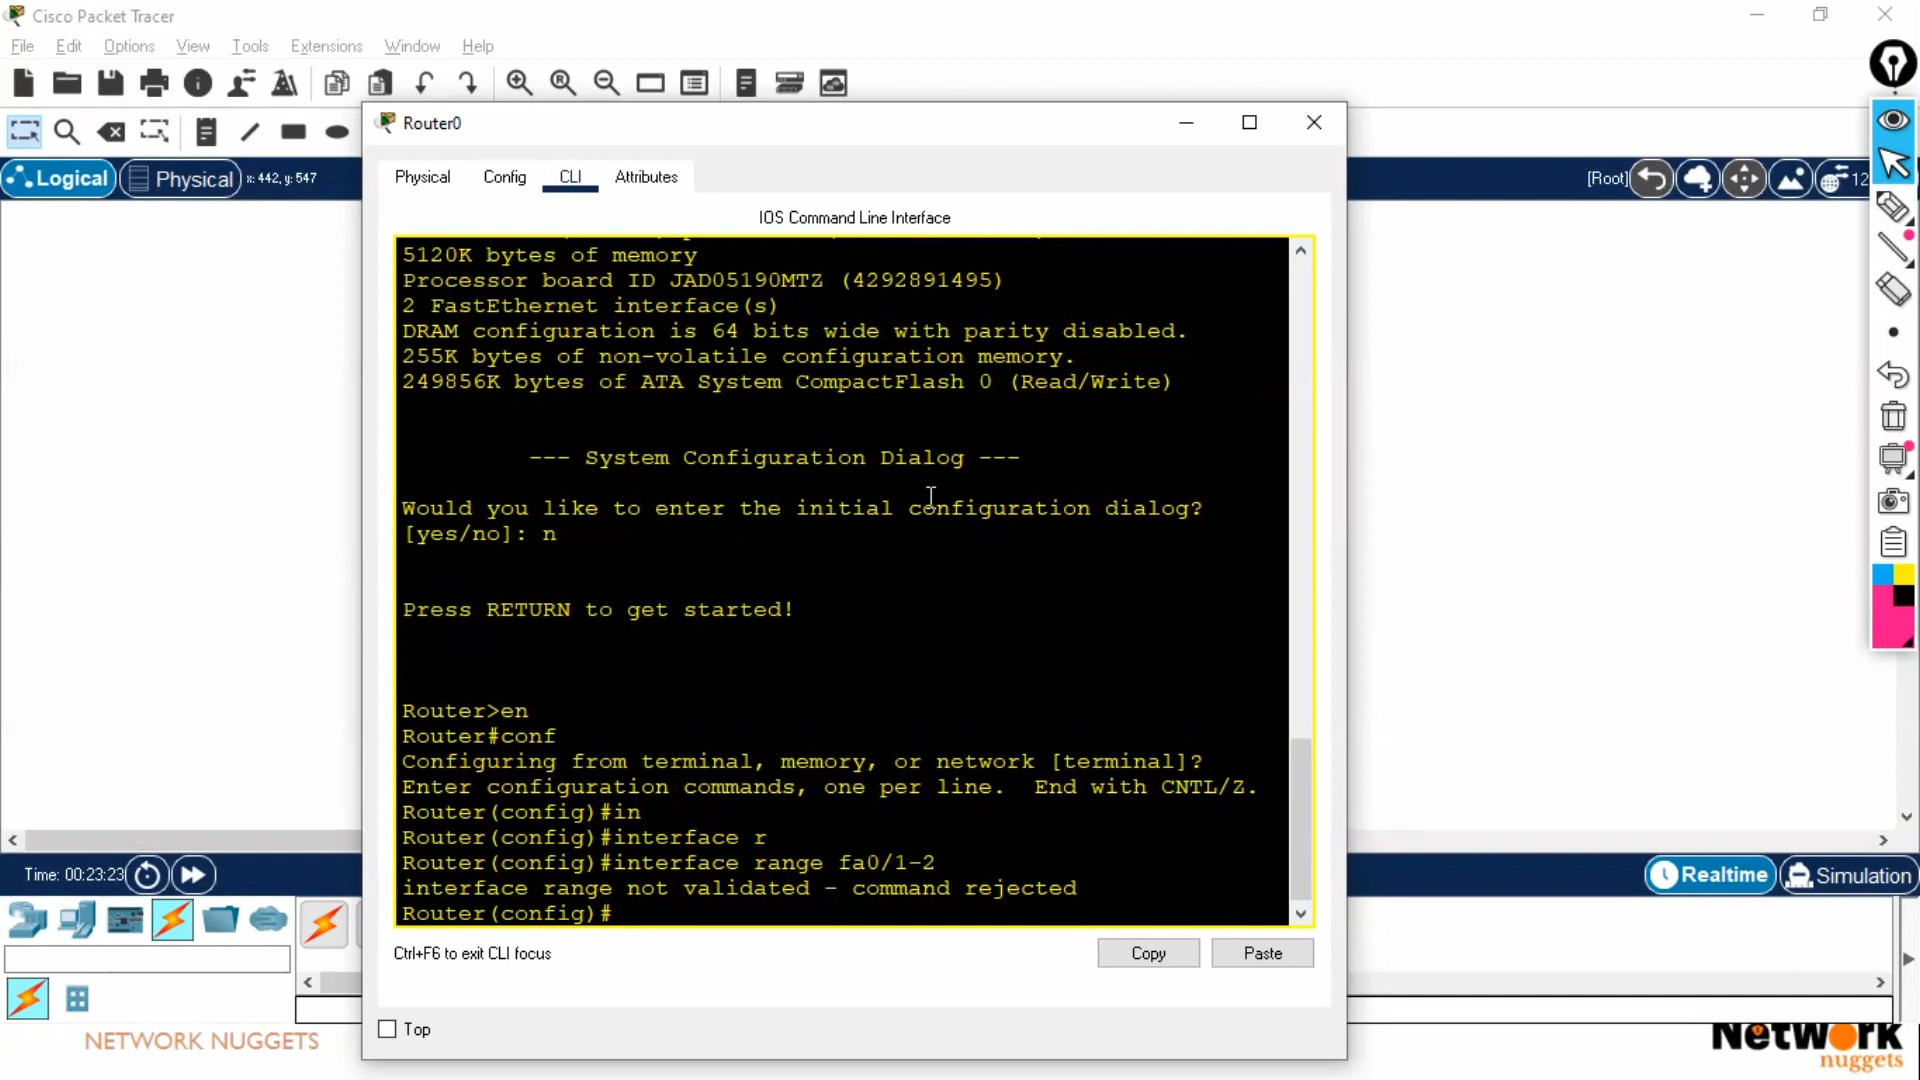 Cisco Packet Tracer
File Edit Options View Tools Extensions Window Help
Router0
Physical Config CLI Attributes
Logical Physical x: 442, y: 547
[Root] 12
IOS Command Line Interface
5120K bytes of memory
Processor board ID JAD05190MTZ (4292891495)
2 FastEthernet interface(s)
DRAM configuration is 64 bits wide with parity disabled.
255K bytes of non-volatile configuration memory.
249856K bytes of ATA System CompactFlash 0 (Read/Write)
--- System Configuration Dialog ---
Would you like to enter the initial configuration dialog?
[yes/no]: n
Press RETURN to get started!
Router>en
Router#conf
Configuring from terminal, memory, or network [terminal]?
Enter configuration commands, one per line.  End with CNTL/Z.
Router(config)#in
Router(config)#interface r
Router(config)#interface range fa0/1-2
interface range not validated - command rejected
Router(config)#
Ctrl+F6 to exit CLI focus
Copy Paste
Top
Time: 00:23:23
Realtime Simulation
NETWORK NUGGETS
Network
nuggets